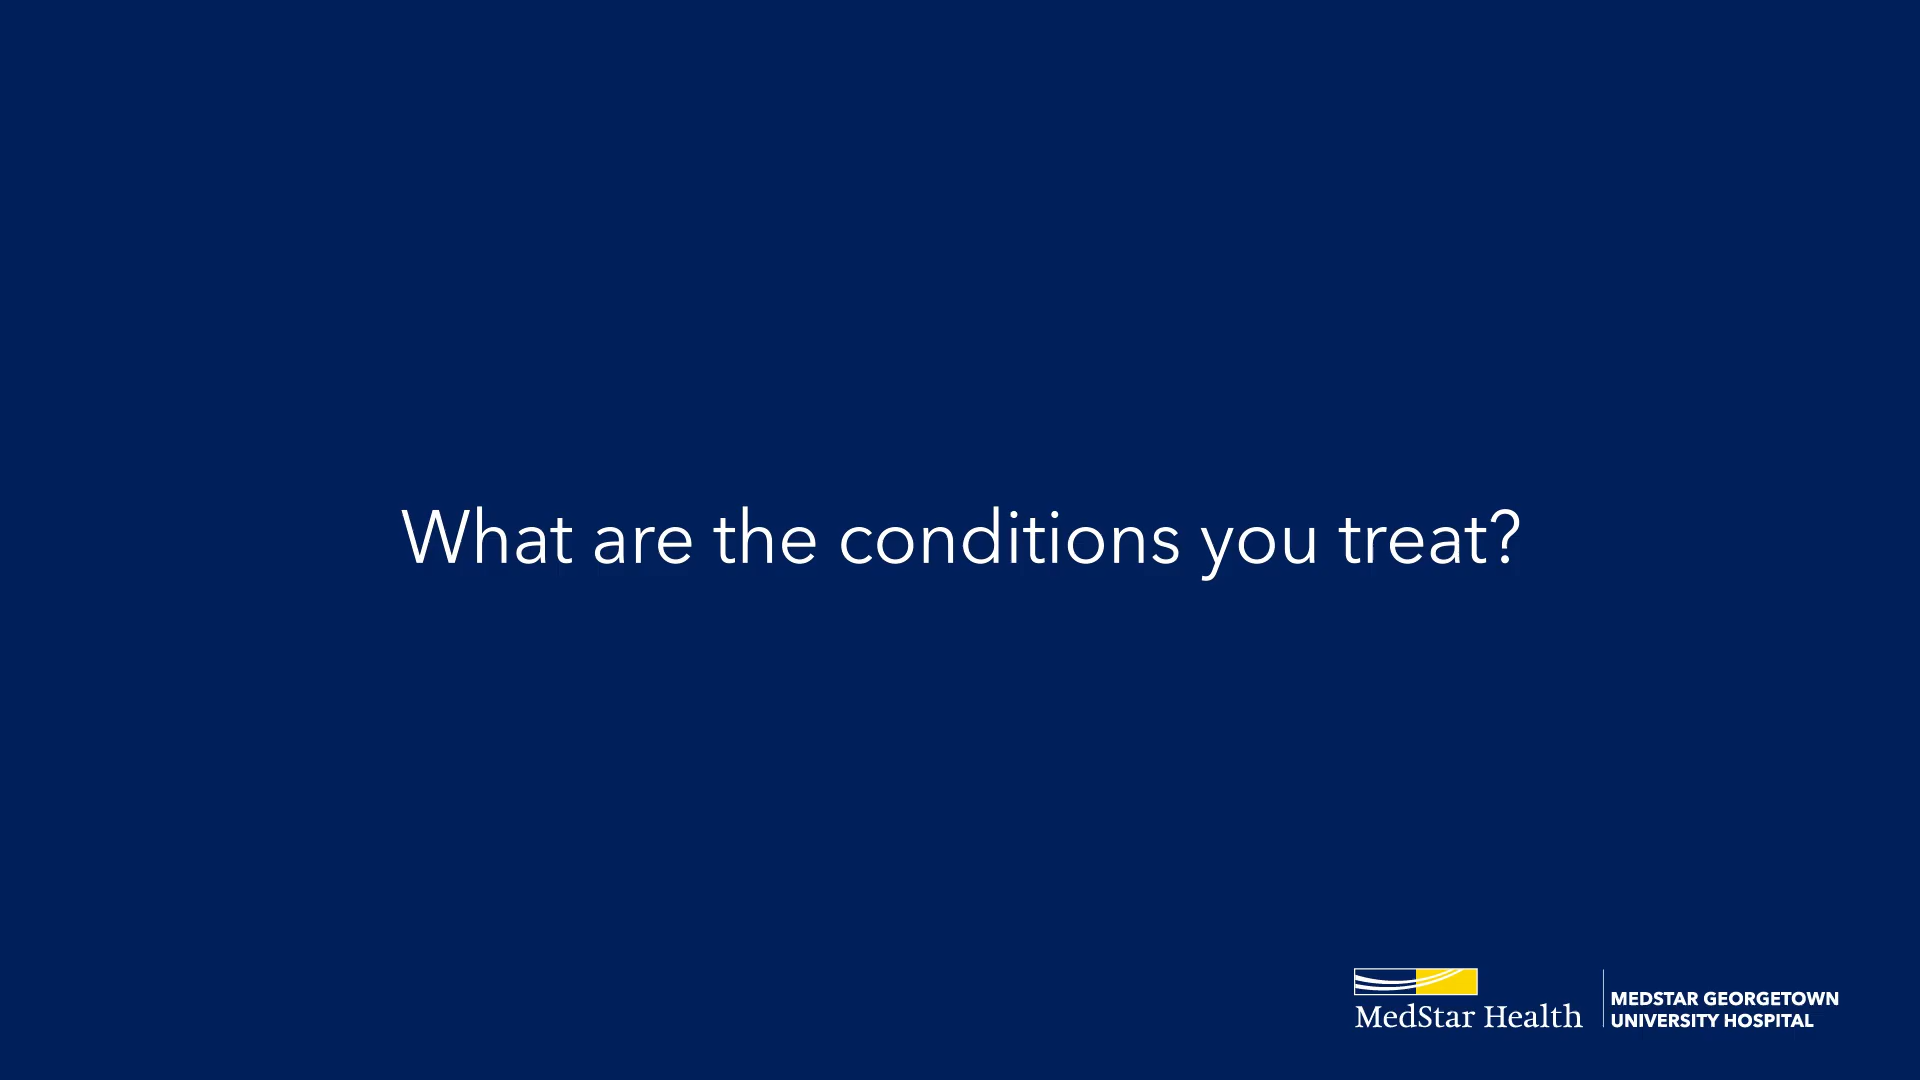 What are the conditions you treat?
MedStar Health
MEDSTAR GEORGETOWN
UNIVERSITY HOSPITAL